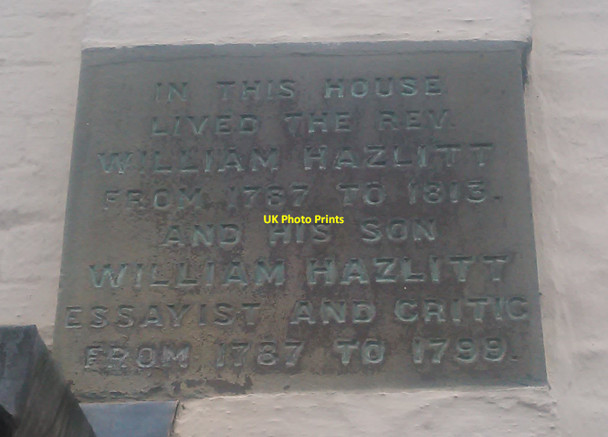 IN THIS HOUSE
LIVED THE REV.
WILLIAM HAZLITT
FROM 1787 TO 1813.
UK Photo Prints
AND HIS SON
WILLIAM HAZLITT
ESSAYIST AND CRITIC
FROM 1787 TO 1799.